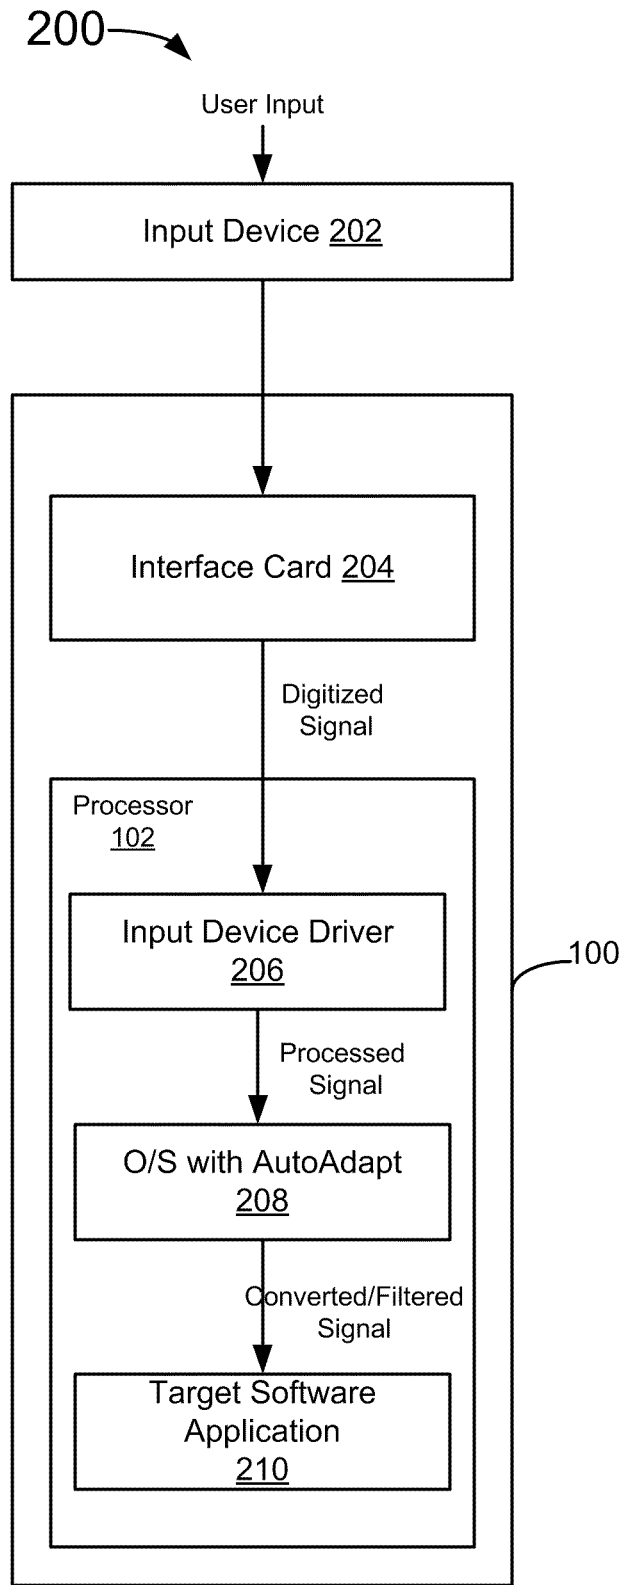 200
User Input
Input Device 202
Interface Card 204
Digitized
Signal
Processor
102
Input Device Driver
206
100
Processed
Signal
O/S with AutoAdapt
208
Converted/Filtered
Signal
Target Software
Application
210